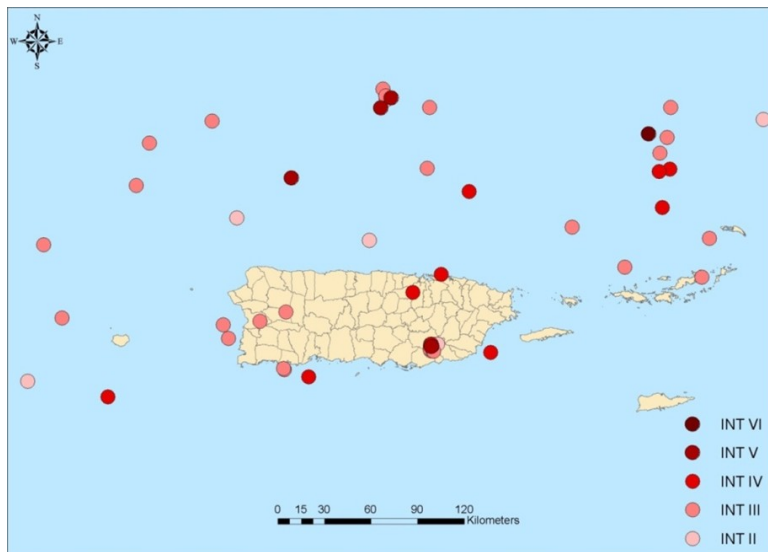 N
W E
S
INT VI
INT V
INT IV
INT III
INT II
0 15 30 60 90 120
Kilometers